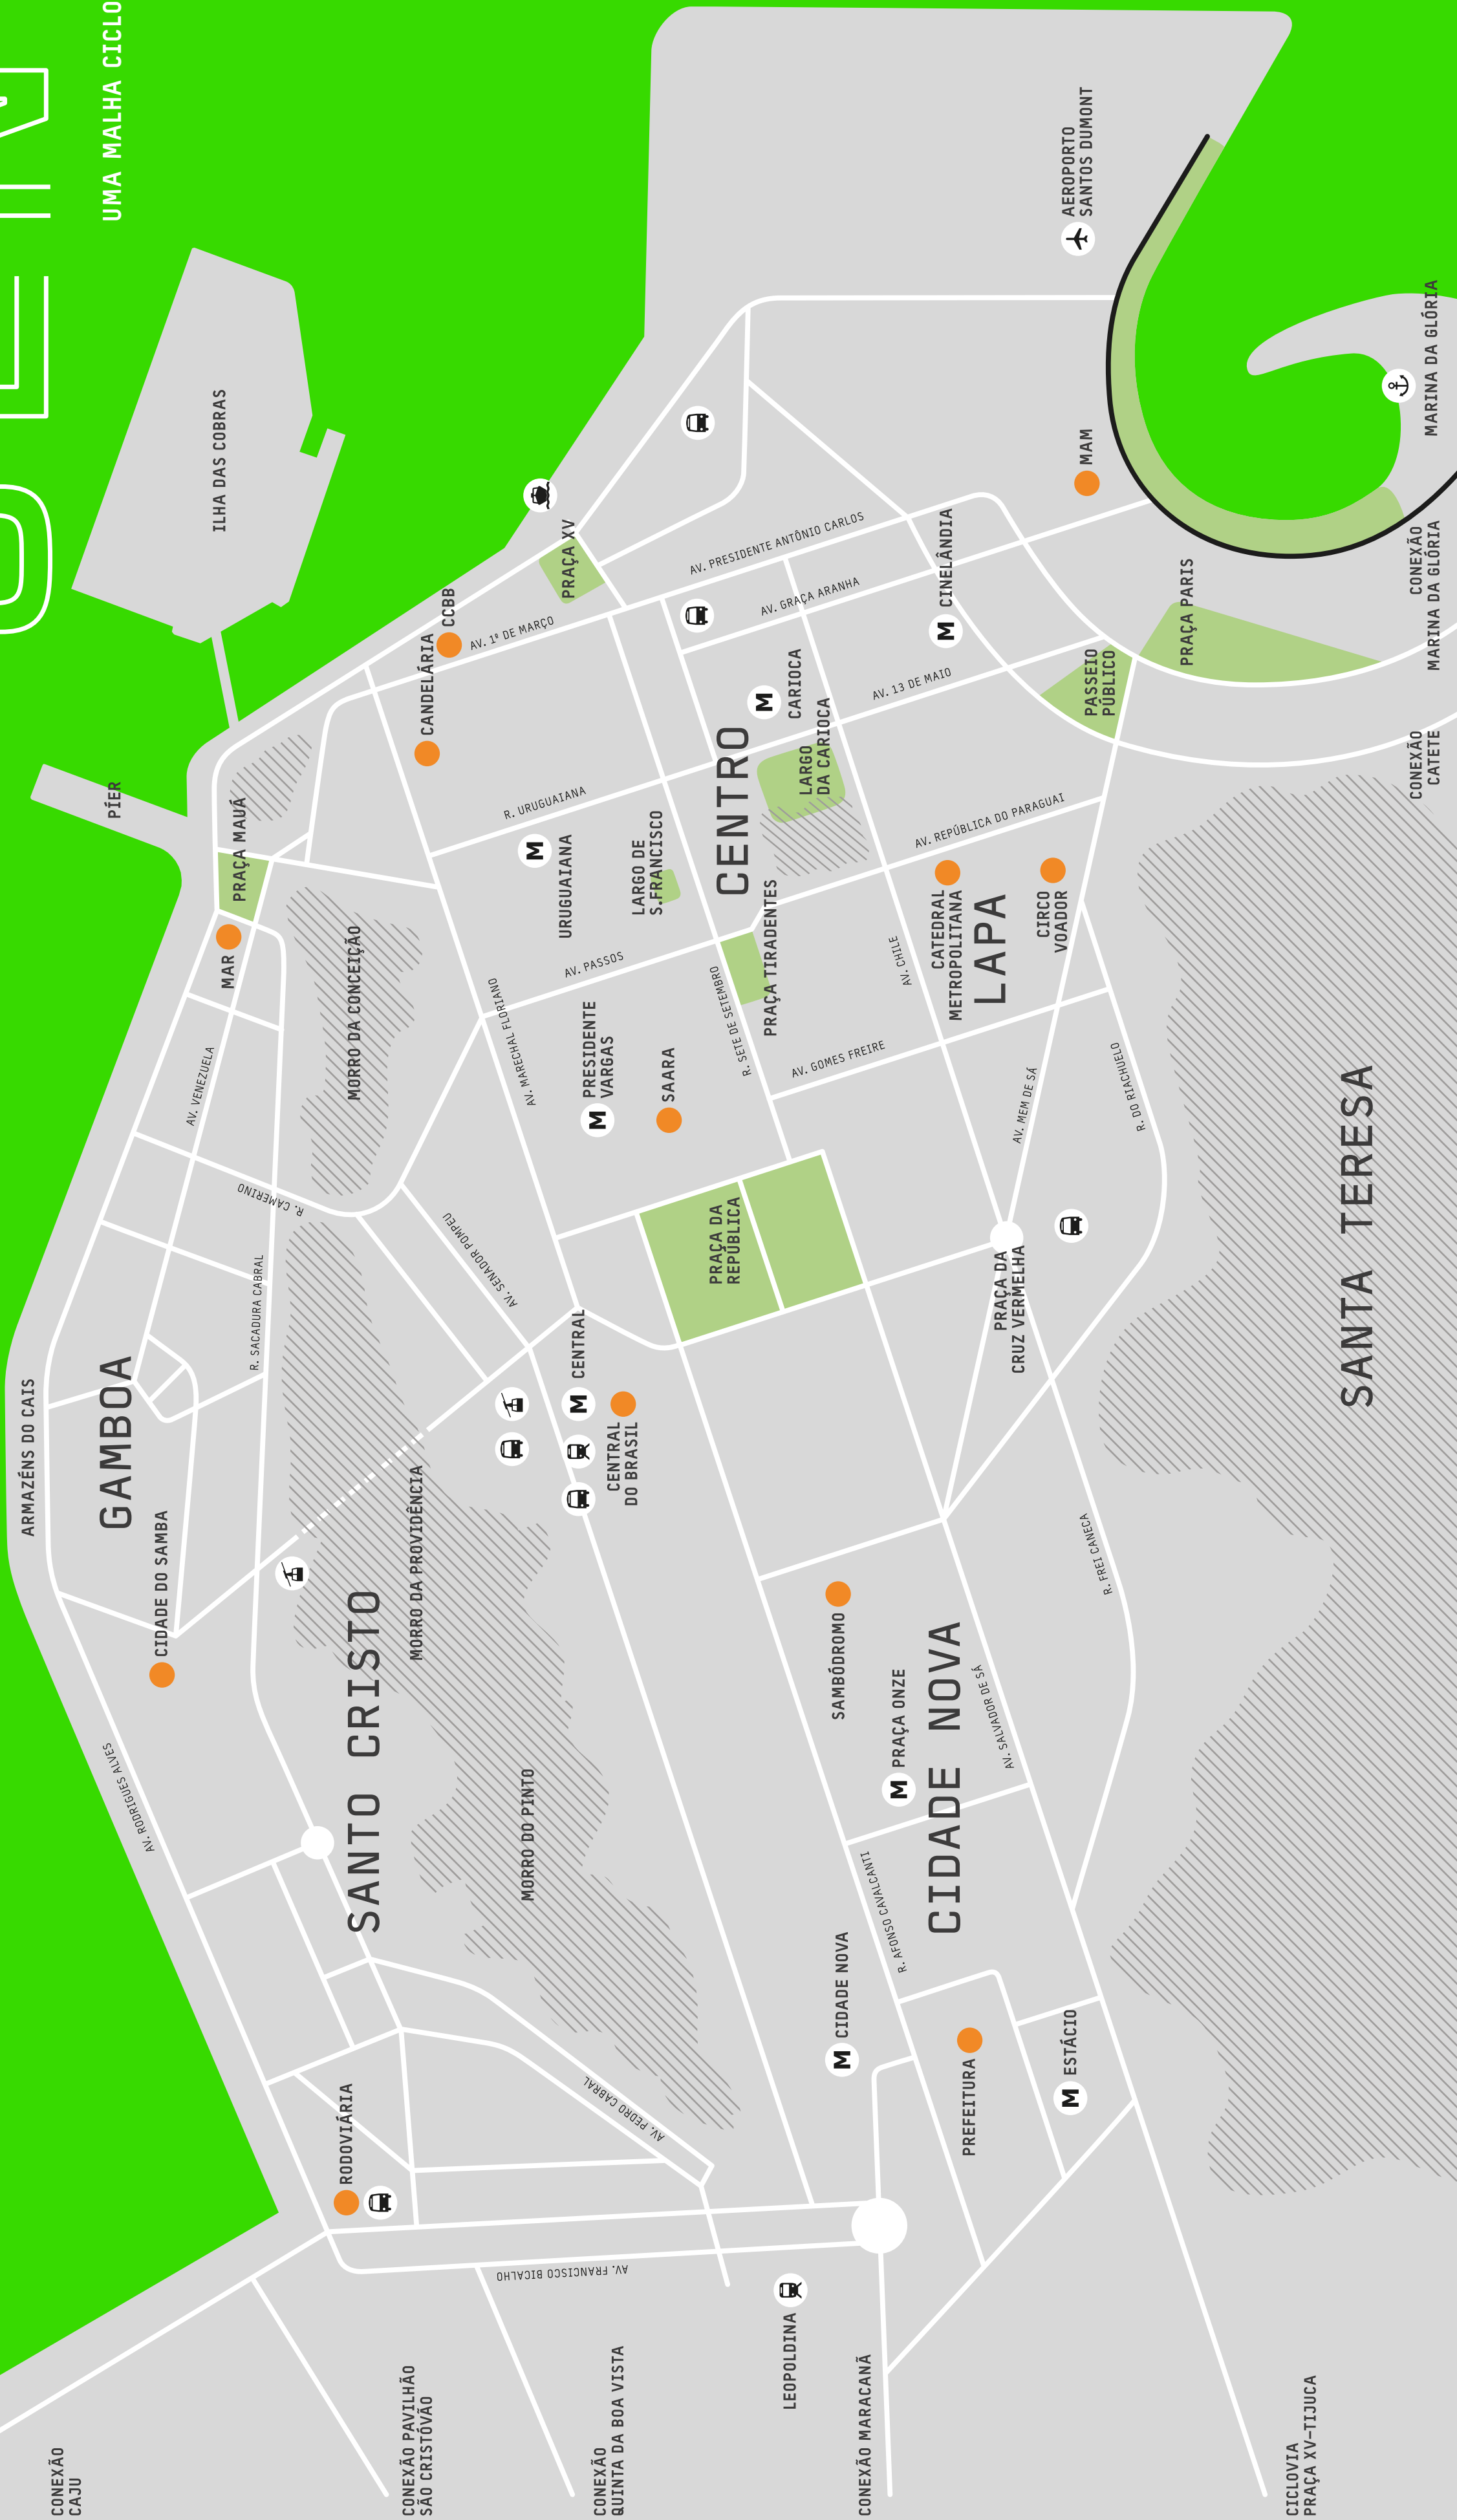 UMA MALHA CICLO
ILHA DAS COBRAS
PÍER
ARMAZÉNS DO CAIS
GAMBOA
CIDADE DO SAMBA
AV. RODRIGUES ALVES
PRAÇA MAUÁ
MAR
AV. VENEZUELA
R. CAMERINO
R. SACADURA CABRAL
MORRO DA CONCEIÇÃO
MORRO DA PROVIDÊNCIA
SANTO CRISTO
MORRO DO PINTO
RODOVIÁRIA
AV. PEDRO CABRAL
AV. FRANCISCO BICALHO
CONEXÃO
CAJU
CONEXÃO PAVILHÃO
SÃO CRISTÓVÃO
CONEXÃO
QUINTA DA BOA VISTA
LEOPOLDINA
CONEXÃO MARACANÃ
CICLOVIA
PRAÇA XV-TIJUCA
CANDELÁRIA
CCBB
AV. 1º DE MARÇO
PRAÇA XV
R. URUGUAIANA
M
URUGUAIANA
LARGO DE
S.FRANCISCO
AV. PASSOS
AV. MARECHAL FLORIANO
AV. SENADOR POMPEU
M
PRESIDENTE
VARGAS
SAARA
M
CENTRAL
CENTRAL
DO BRASIL
PRAÇA DA
REPÚBLICA
CENTRO
M
CARIOCA
LARGO
DA CARIOCA
PRAÇA TIRADENTES
R. SETE DE SETEMBRO
AV. GOMES FREIRE
AV. PRESIDENTE ANTÔNIO CARLOS
AV. GRAÇA ARANHA
AV. 13 DE MAIO
M
CINELÂNDIA
AV. REPÚBLICA DO PARAGUAI
AV. CHILE
CATEDRAL
METROPOLITANA
LAPA
CIRCO
VOADOR
AV. MEM DE SÁ
R. DO RIACHUELO
PRAÇA DA
CRUZ VERMELHA
R. FREI CANECA
SAMBÓDROMO
M
PRAÇA ONZE
CIDADE NOVA
AV. SALVADOR DE SÁ
R. AFONSO CAVALCANTI
M
CIDADE NOVA
PREFEITURA
M
ESTÁCIO
SANTA TERESA
AEROPORTO
SANTOS DUMONT
MAM
PASSEIO
PÚBLICO
PRAÇA PARIS
MARINA DA GLÓRIA
CONEXÃO
MARINA DA GLÓRIA
CONEXÃO
CATETE